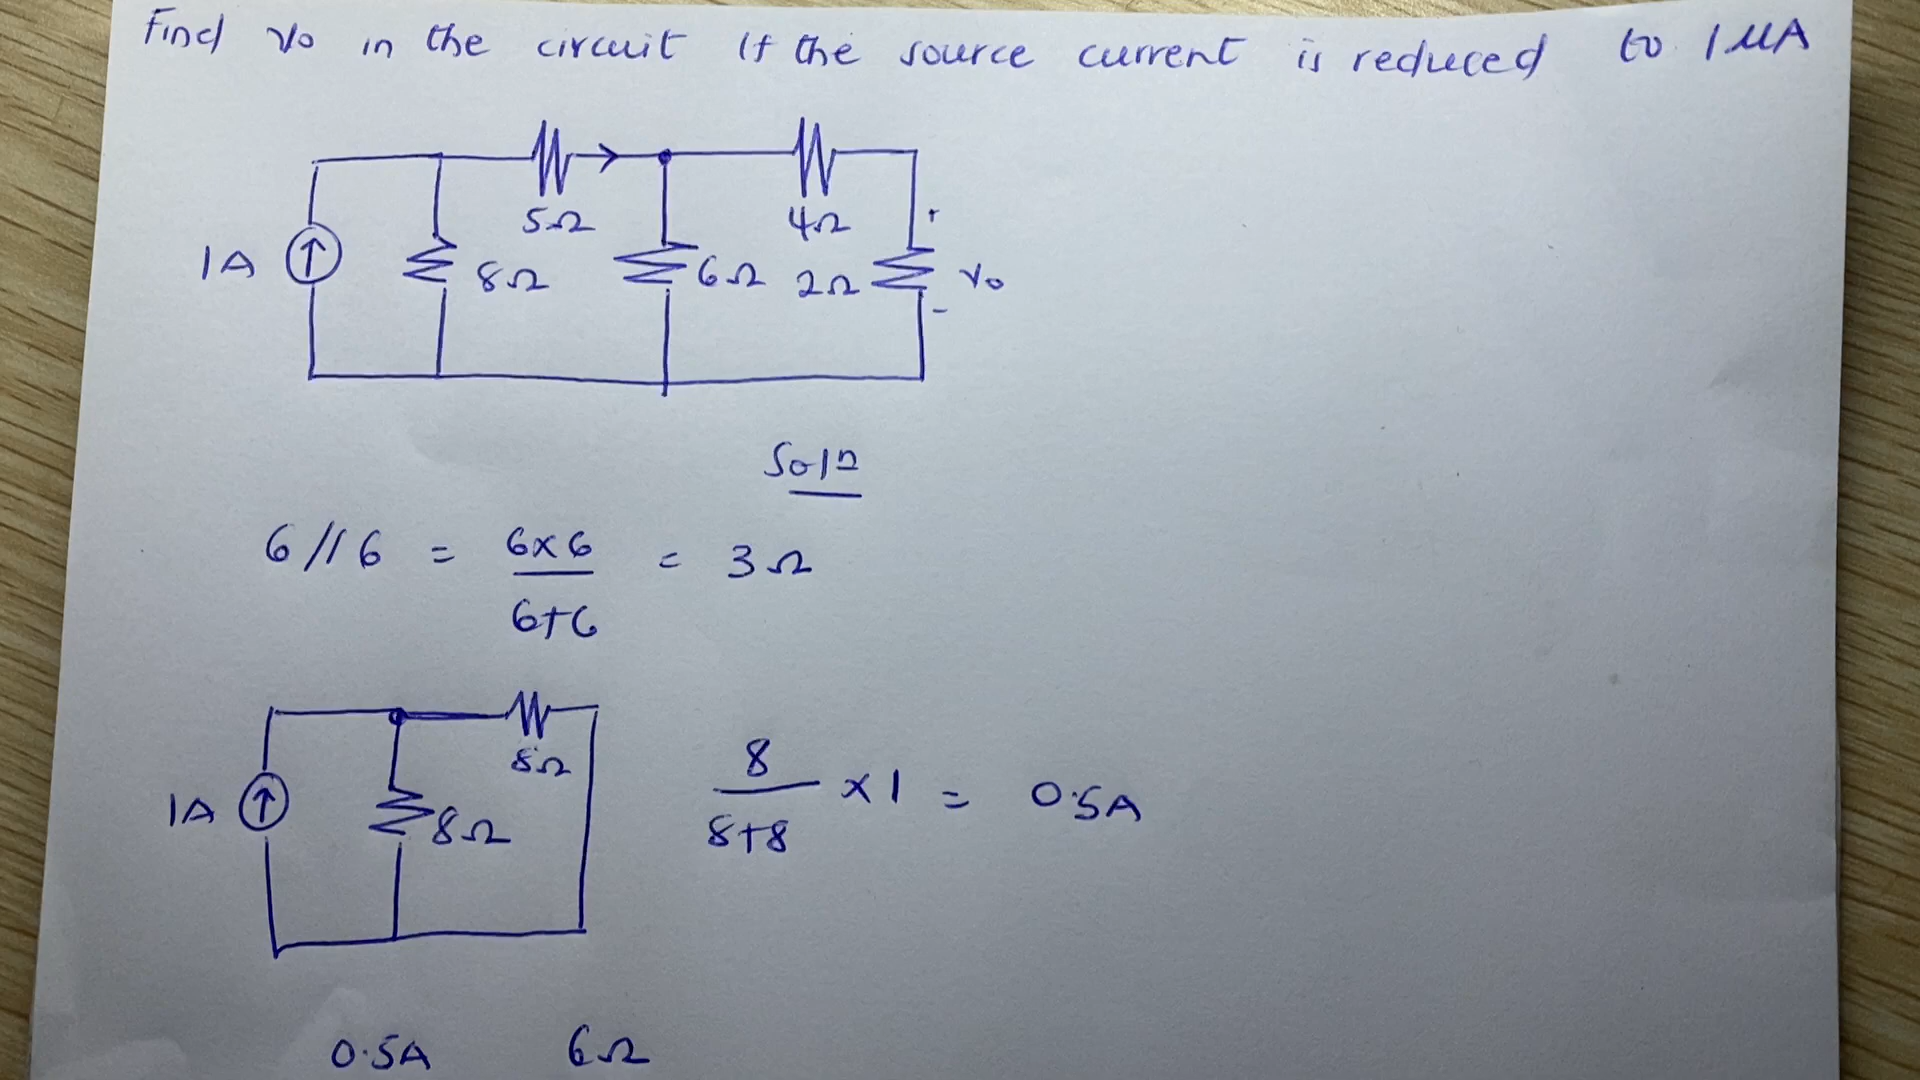 Find Vo in the circuit if the source current is reduced to 1 μA
5Ω 4Ω +
1A 8Ω 6Ω 2Ω Vo
-
Soln
6//6 = 6x6 = 3Ω
6+6
8Ω
1A 8Ω 8 x 1 = 0.5A
8+8
0.5A 6Ω